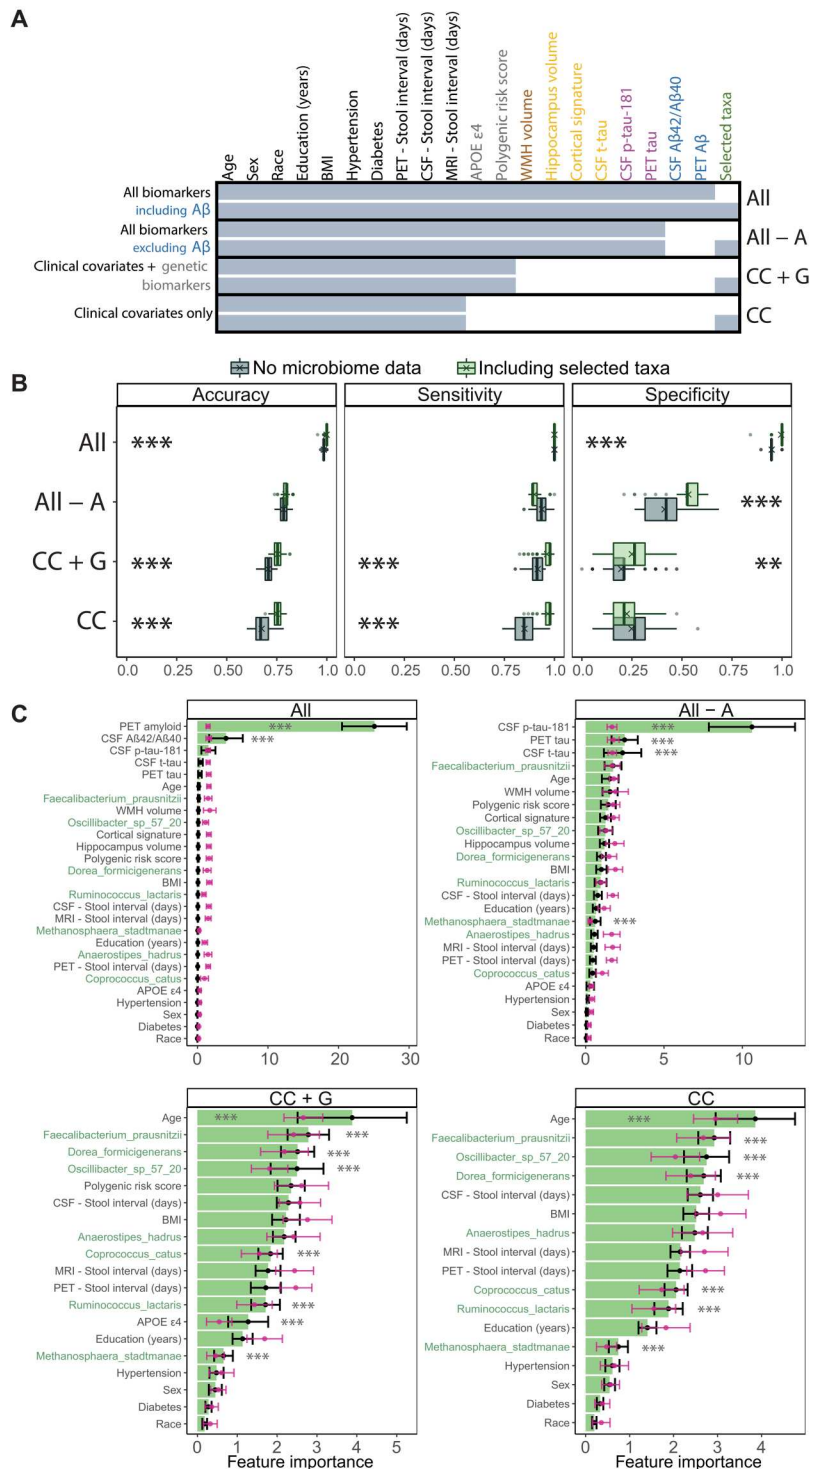 A
Age
Sex
Race
Education (years)
BMI
Hypertension
Diabetes
PET - Stool interval (days)
CSF - Stool interval (days)
MRI - Stool interval (days)
APOE ε4
Polygenic risk score
WMH volume
Hippocampus volume
Cortical signature
CSF t-tau
CSF p-tau-181
PET tau
CSF Aβ42/Aβ40
PET Aβ
Selected taxa
All biomarkers
including Aβ
All
All biomarkers
excluding Aβ
All − A
Clinical covariates + genetic
biomarkers
CC + G
Clinical covariates only
CC
B
No microbiome data
Including selected taxa
Accuracy
Sensitivity
Specificity
All
***
***
All − A
***
CC + G
***
***
**
CC
***
***
0.0
0.25
0.50
0.75
1.0
0.0
0.25
0.50
0.75
1.0
0.0
0.25
0.50
0.75
1.0
C
All
PET amyloid
***
CSF Aβ42/Aβ40
***
CSF p-tau-181
CSF t-tau
PET tau
Age
Faecalibacterium_prausnitzii
WMH volume
Oscillibacter_sp_57_20
Cortical signature
Hippocampus volume
Polygenic risk score
Dorea_formicigenerans
BMI
Ruminococcus_lactaris
CSF - Stool interval (days)
MRI - Stool interval (days)
Methanosphaera_stadtmanae
Education (years)
Anaerostipes_hadrus
PET - Stool interval (days)
Coprococcus_catus
APOE ε4
Hypertension
Sex
Diabetes
Race
0
10
20
30
All − A
CSF p-tau-181
***
PET tau
***
CSF t-tau
***
Faecalibacterium_prausnitzii
Age
WMH volume
Polygenic risk score
Cortical signature
Oscillibacter_sp_57_20
Hippocampus volume
Dorea_formicigenerans
BMI
Ruminococcus_lactaris
CSF - Stool interval (days)
Education (years)
Methanosphaera_stadtmanae
***
Anaerostipes_hadrus
MRI - Stool interval (days)
PET - Stool interval (days)
Coprococcus_catus
APOE ε4
Hypertension
Sex
Diabetes
Race
0
5
10
CC + G
Age
***
Faecalibacterium_prausnitzii
***
Dorea_formicigenerans
***
Oscillibacter_sp_57_20
***
Polygenic risk score
CSF - Stool interval (days)
BMI
Anaerostipes_hadrus
Coprococcus_catus
***
MRI - Stool interval (days)
PET - Stool interval (days)
Ruminococcus_lactaris
***
APOE ε4
***
Education (years)
Methanosphaera_stadtmanae
***
Hypertension
Sex
Diabetes
Race
0
1
2
3
4
5
Feature importance
CC
Age
***
Faecalibacterium_prausnitzii
***
Oscillibacter_sp_57_20
***
Dorea_formicigenerans
***
CSF - Stool interval (days)
BMI
Anaerostipes_hadrus
MRI - Stool interval (days)
PET - Stool interval (days)
Coprococcus_catus
***
Ruminococcus_lactaris
***
Education (years)
Methanosphaera_stadtmanae
***
Hypertension
Sex
Diabetes
Race
0
1
2
3
4
Feature importance